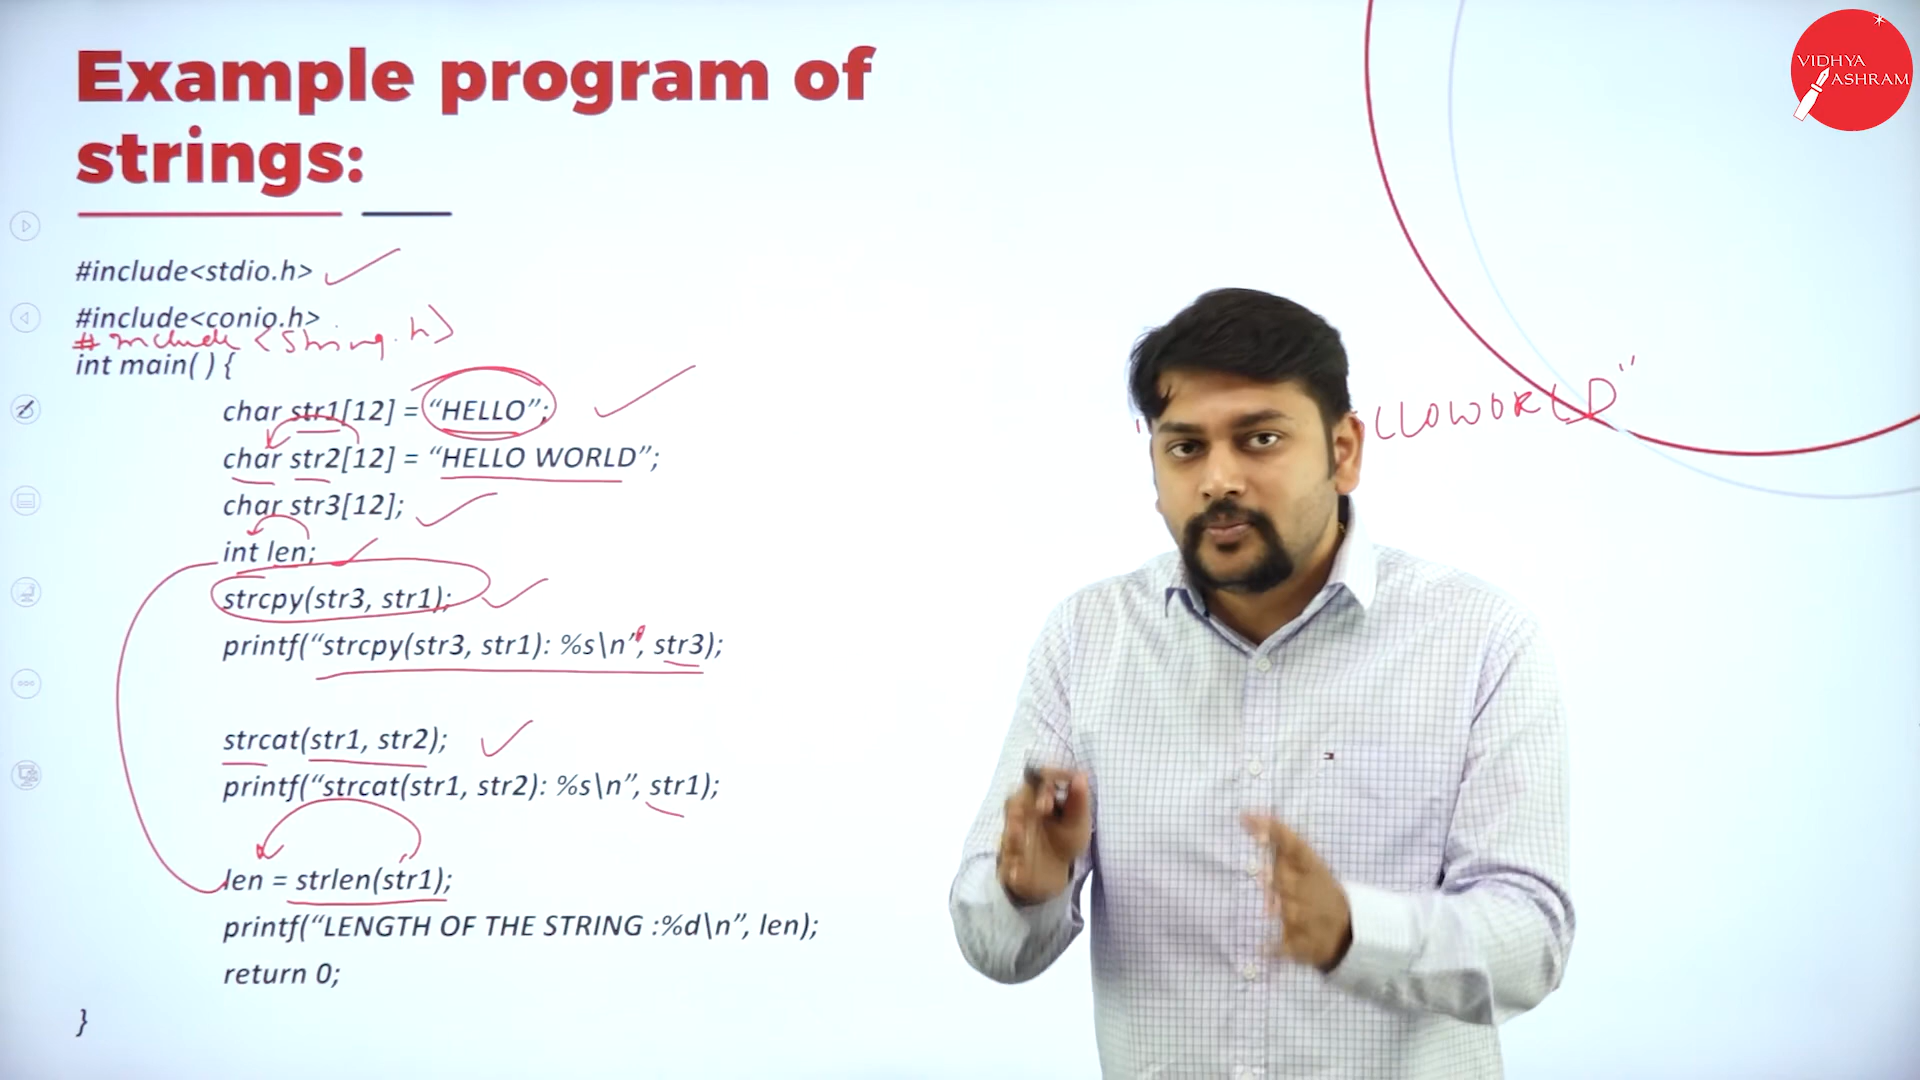 Example program of
strings:
VIDHYA
ASHRAM
#include<stdio.h>
#include<conio.h>
# include <string.h>
int main( ) {
char str1[12] = “HELLO”;
char str2[12] = “HELLO WORLD”;
char str3[12];
int len;
strcpy(str3, str1);
printf(“strcpy(str3, str1): %s\n”, str3);
strcat(str1, str2);
printf(“strcat(str1, str2): %s\n”, str1);
len = strlen(str1);
printf(“LENGTH OF THE STRING :%d\n”, len);
return 0;
}
LLOWORLD"